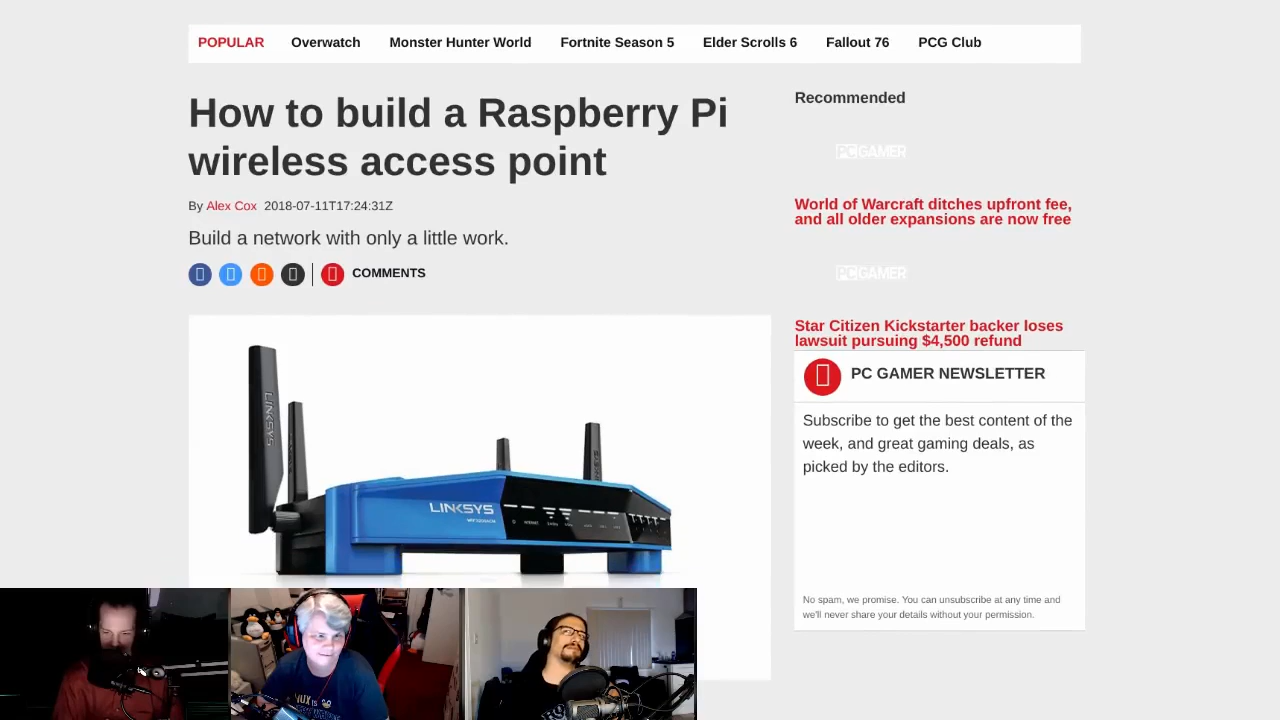 POPULAR Overwatch Monster Hunter World Fortnite Season 5 Elder Scrolls 6 Fallout 76 PCG Club
How to build a Raspberry Pi
wireless access point
By Alex Cox 2018-07-11T17:24:31Z
Build a network with only a little work.
COMMENTS
LINKSYS
LINKSYS
Recommended
PC GAMER
World of Warcraft ditches upfront fee,
and all older expansions are now free
PC GAMER
Star Citizen Kickstarter backer loses
lawsuit pursuing $4,500 refund
PC GAMER NEWSLETTER
Subscribe to get the best content of the
week, and great gaming deals, as
picked by the editors.
No spam, we promise. You can unsubscribe at any time and
we'll never share your details without your permission.